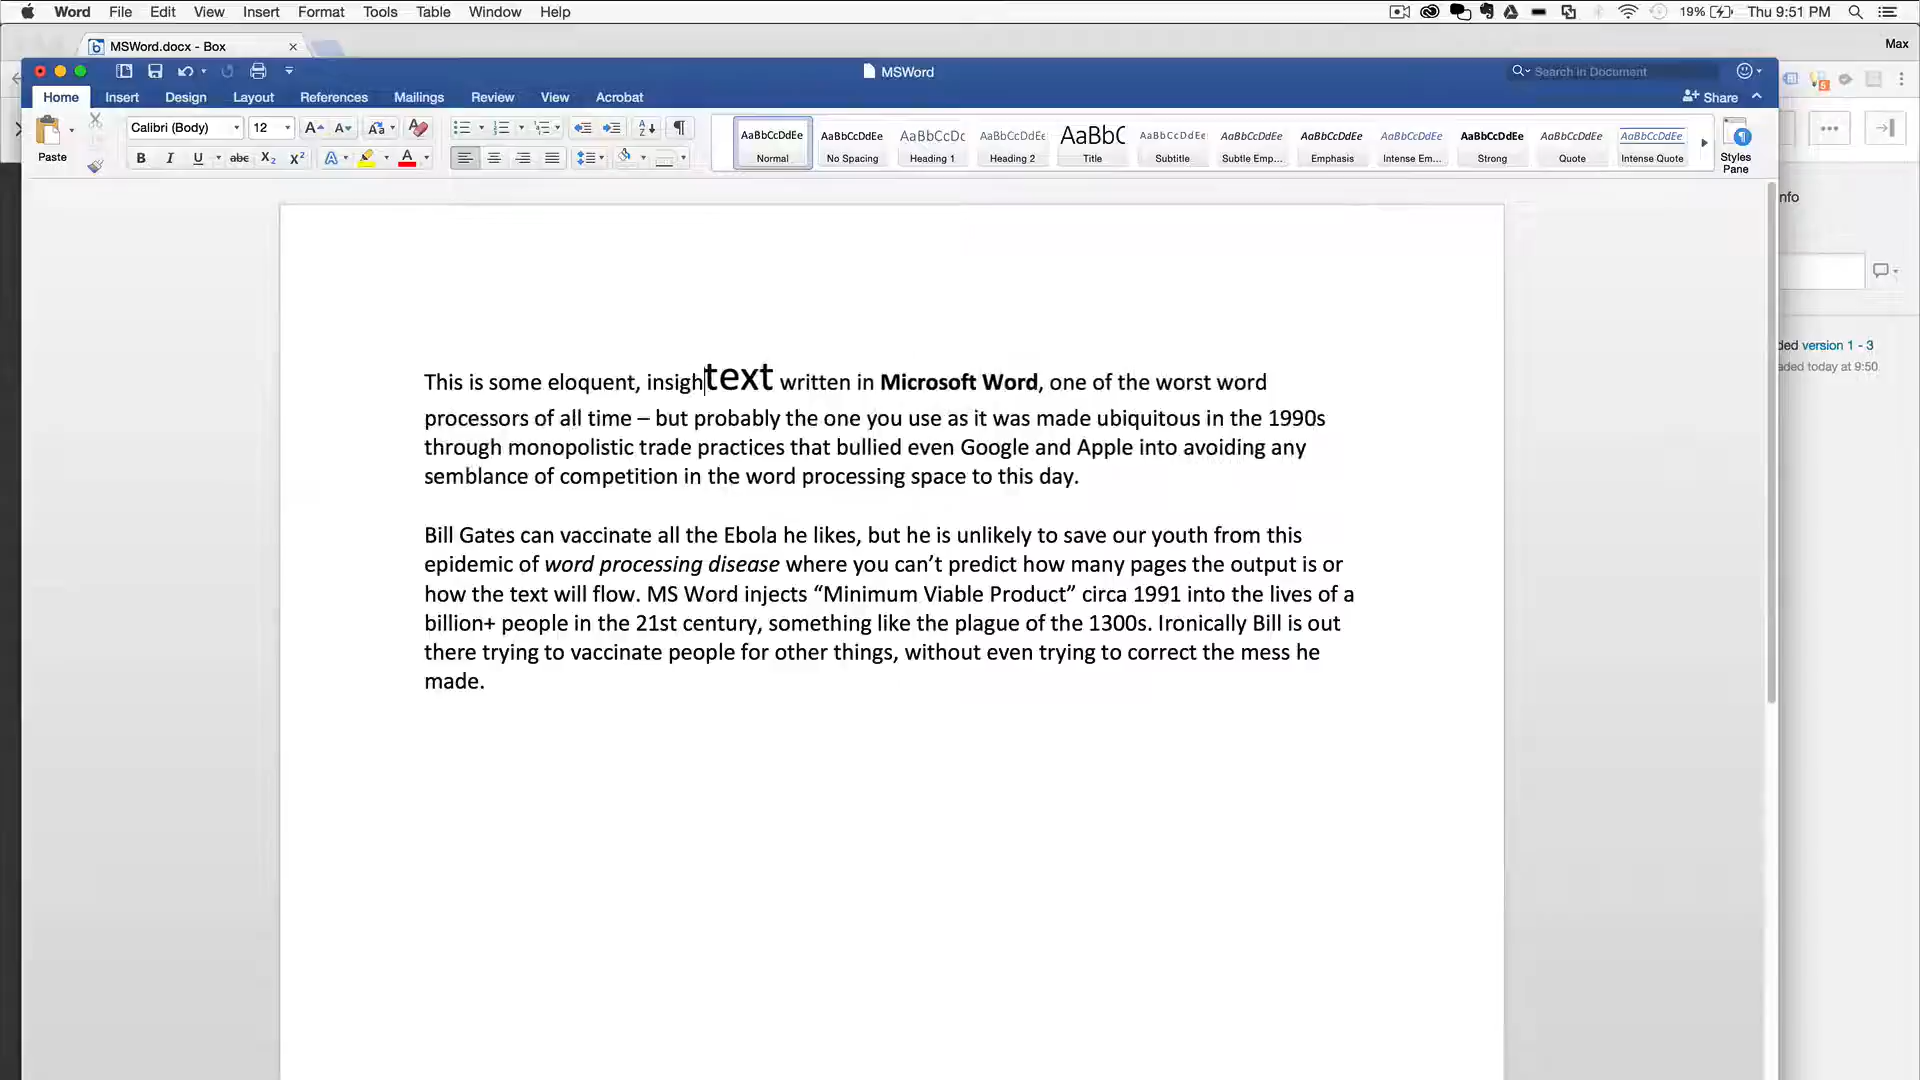 Word File Edit View Insert Format Tools Table Window Help 19% Thu 9:51 PM
MSWord.docx - Box Max
MSWord Search in Document
Home Insert Design Layout References Mailings Review View Acrobat Share
Calibri (Body) 12
Paste
AaBbCcDdEe AaBbCcDdEe AaBbCcDc AaBbCcDdEe AaBbC AaBbCcDdEe AaBbCcDdEe AaBbCcDdEe AaBbCcDdEe AaBbCcDdEe AaBbCcDdEe AaBbCcDdEe
Normal No Spacing Heading 1 Heading 2 Title Subtitle Subtle Emp... Emphasis Intense Em... Strong Quote Intense Quote
Styles
Pane
nfo
ded version 1 - 3
aded today at 9:50
This is some eloquent, insightext written in Microsoft Word, one of the worst word
processors of all time – but probably the one you use as it was made ubiquitous in the 1990s
through monopolistic trade practices that bullied even Google and Apple into avoiding any
semblance of competition in the word processing space to this day.
Bill Gates can vaccinate all the Ebola he likes, but he is unlikely to save our youth from this
epidemic of word processing disease where you can’t predict how many pages the output is or
how the text will flow. MS Word injects “Minimum Viable Product” circa 1991 into the lives of a
billion+ people in the 21st century, something like the plague of the 1300s. Ironically Bill is out
there trying to vaccinate people for other things, without even trying to correct the mess he
made.